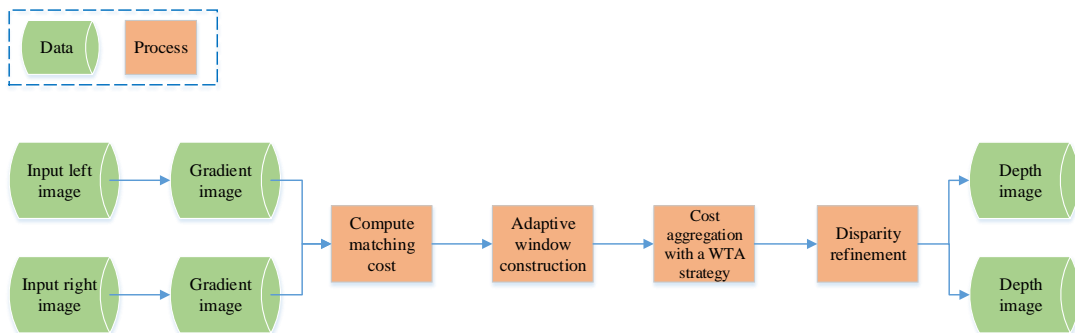 Data
Process
Input left
image
Gradient
image
Depth
image
Compute
matching
cost
Adaptive
window
construction
Cost
aggregation
with a WTA
strategy
Disparity
refinement
Input right
image
Gradient
image
Depth
image